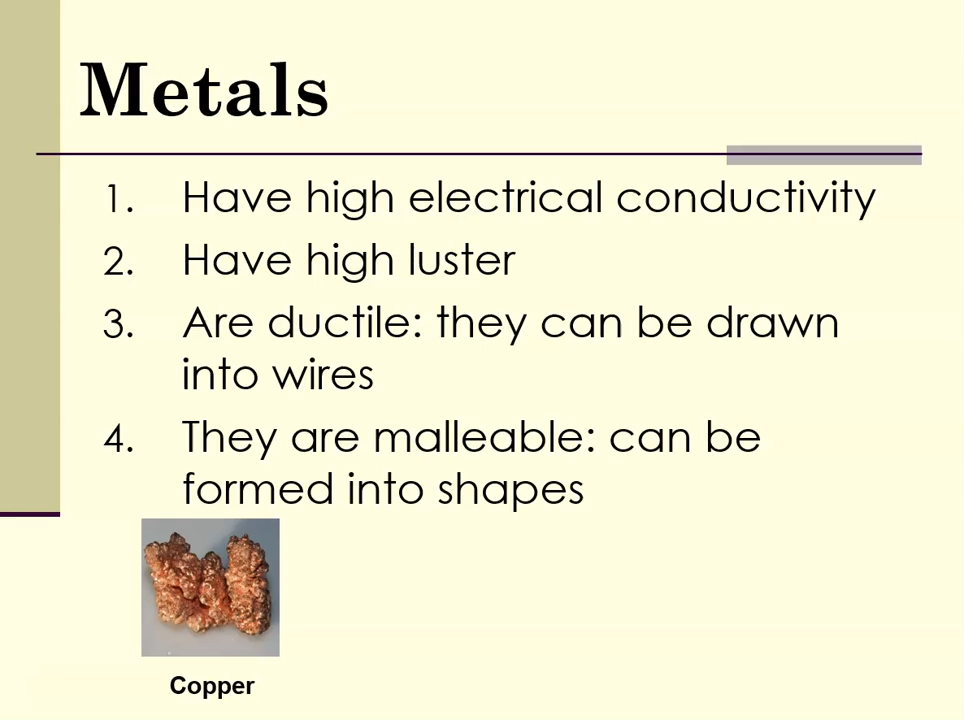 Metals
1. Have high electrical conductivity
2. Have high luster
3. Are ductile: they can be drawn
into wires
4. They are malleable: can be
formed into shapes
Copper